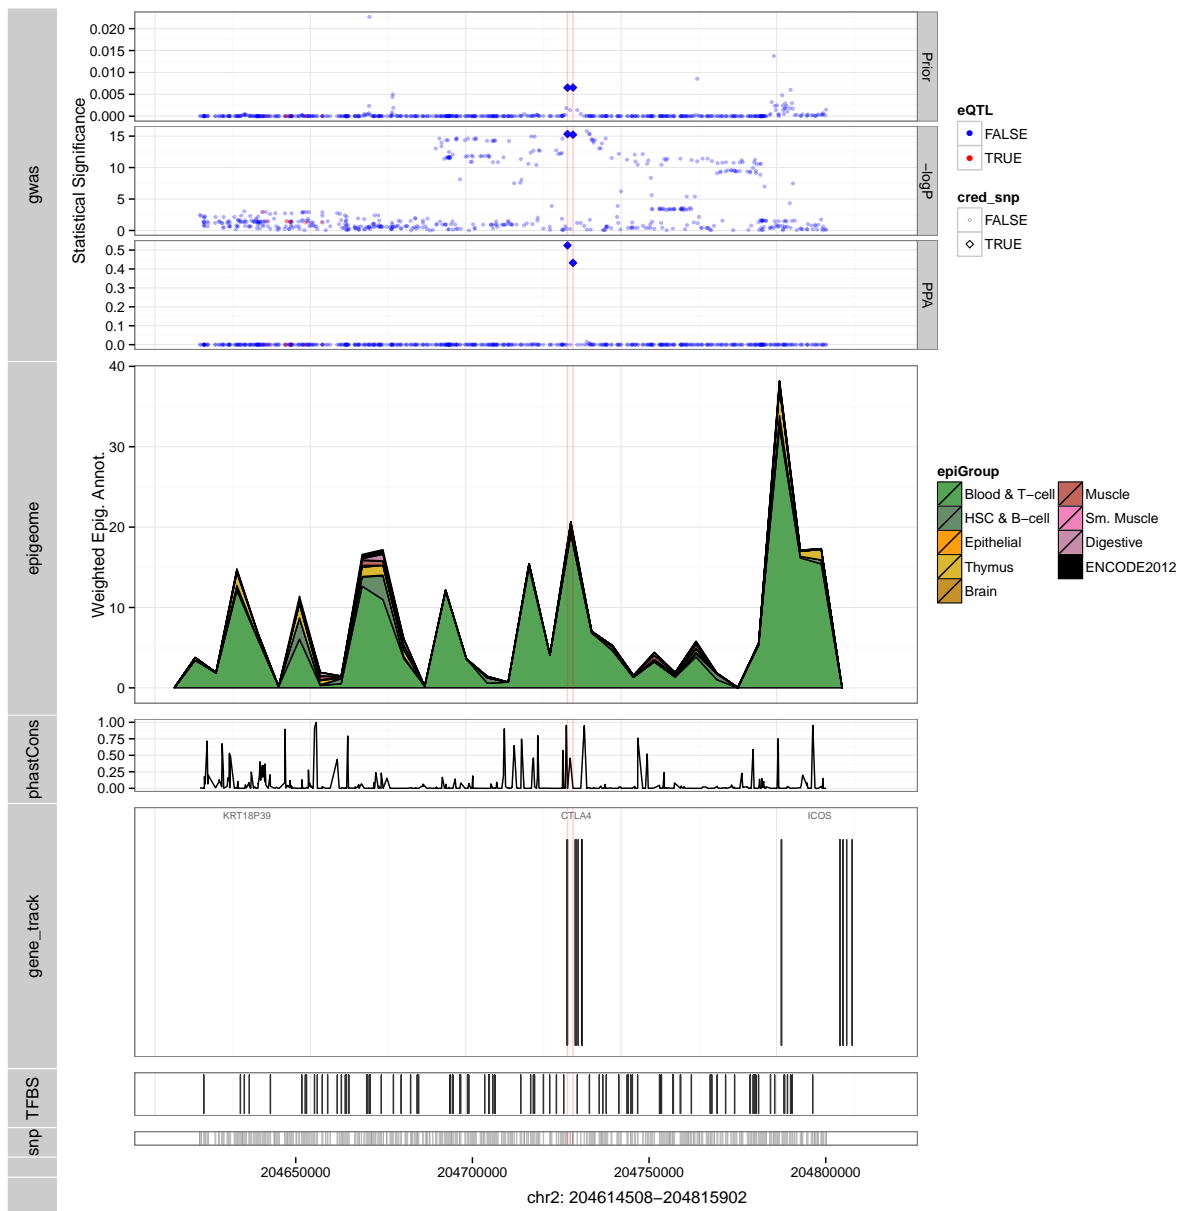 gwas
Statistical Significance
0.020
0.015
0.010
0.005
0.000
Prior
15
10
5
0
-logP
0.5
0.4
0.3
0.2
0.1
0.0
PPA
eQTL
FALSE
TRUE
cred_snp
FALSE
TRUE
epigeome
Weighted Epig. Annot.
40
30
20
10
0
epiGroup
Blood & T-cell
HSC & B-cell
Epithelial
Thymus
Brain
Muscle
Sm. Muscle
Digestive
ENCODE2012
phastCons
1.00
0.75
0.50
0.25
0.00
gene_track
KRT18P39
CTLA4
ICOS
TFBS
snp
204650000
204700000
204750000
204800000
chr2: 204614508-204815902